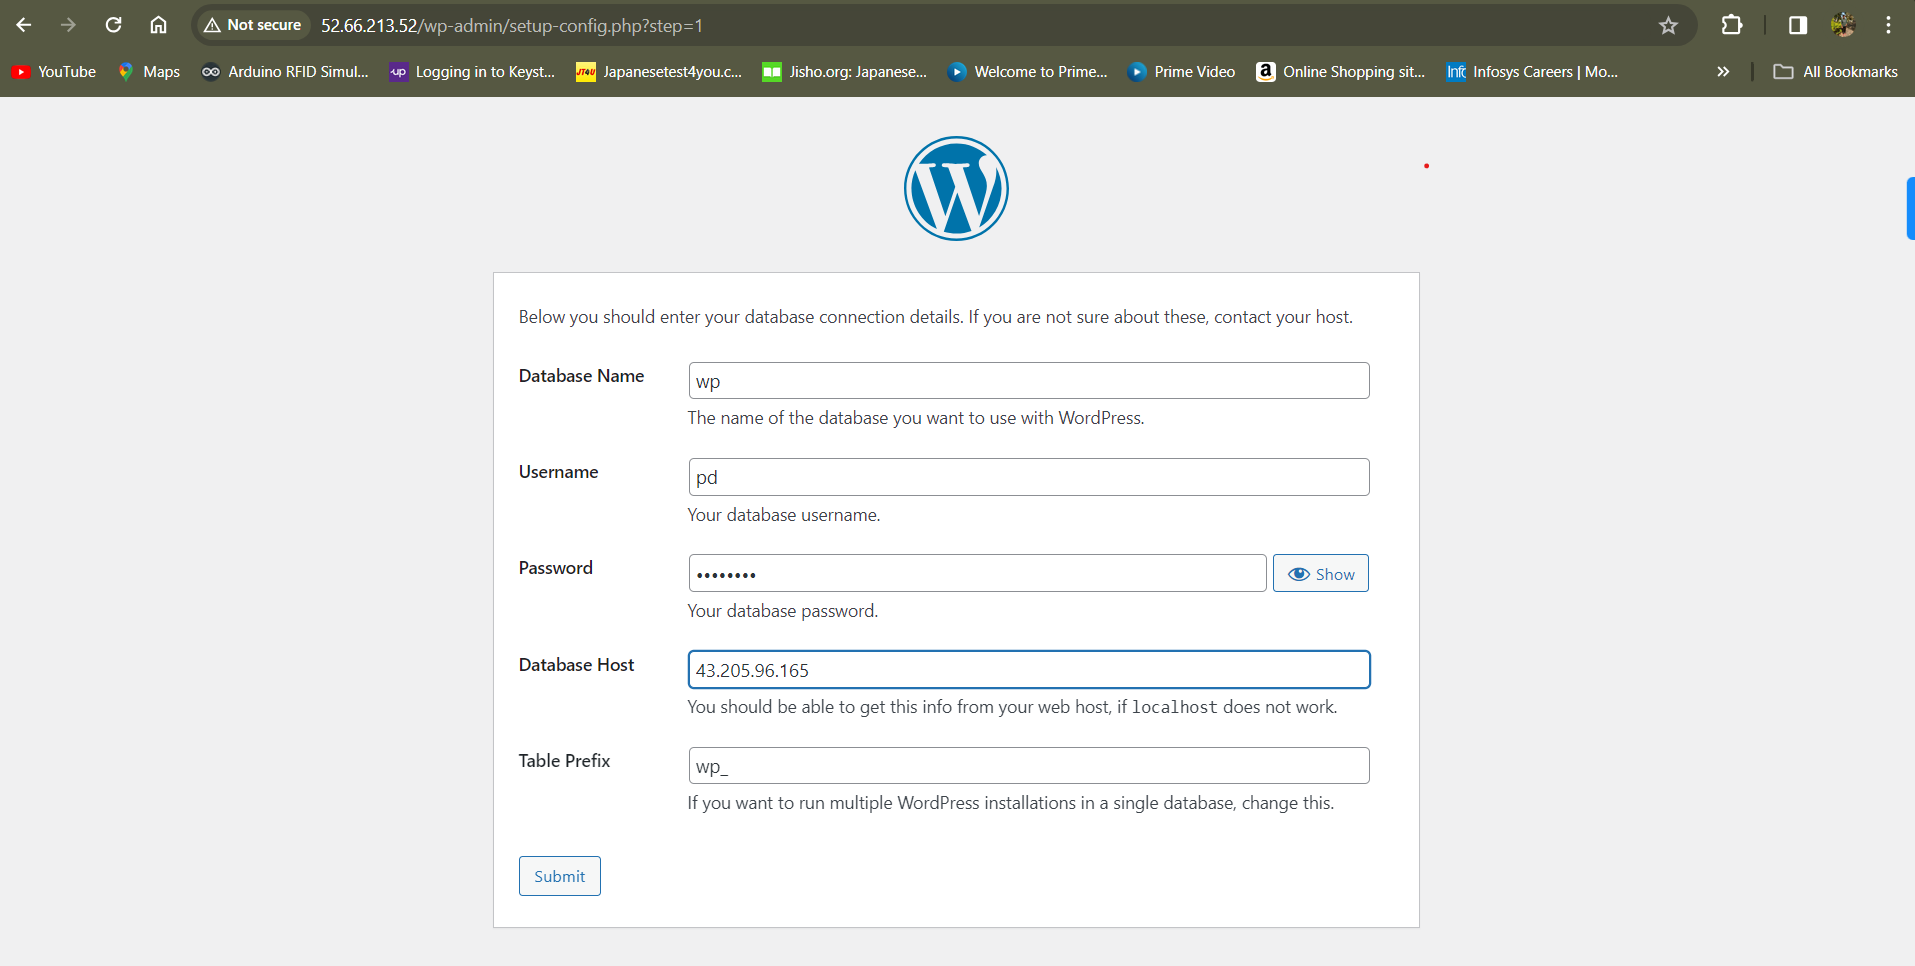 Not secure 52.66.213.52/wp-admin/setup-config.php?step=1
YouTube Maps Arduino RFID Simul... Logging in to Keyst... Japanesetest4you.c... Jisho.org: Japanese... Welcome to Prime... Prime Video Online Shopping sit... Infosys Careers | Mo... » All Bookmarks
Below you should enter your database connection details. If you are not sure about these, contact your host.
Database Name wp
The name of the database you want to use with WordPress.
Username pd
Your database username.
Password •••••••• Show
Your database password.
Database Host 43.205.96.165
You should be able to get this info from your web host, if localhost does not work.
Table Prefix wp_
If you want to run multiple WordPress installations in a single database, change this.
Submit